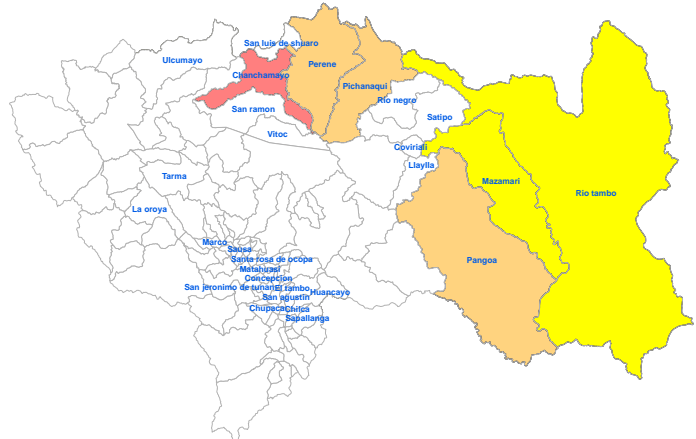 San luis de shuaro
Ulcumayo
Perene
Chanchamayo
Pichanaqui
Rio negro
San ramon
Satipo
Vitoc
Coviriali
Llaylla
Tarma
Mazamari
Rio tambo
La oroya
Marco
Sausa
Santa rosa de ocopa
Pangoa
Matahuasi
Concepcion
San jeronimo de tunan
El tambo
Huancayo
San agustin
Chupaca
Chilca
Sapallanga